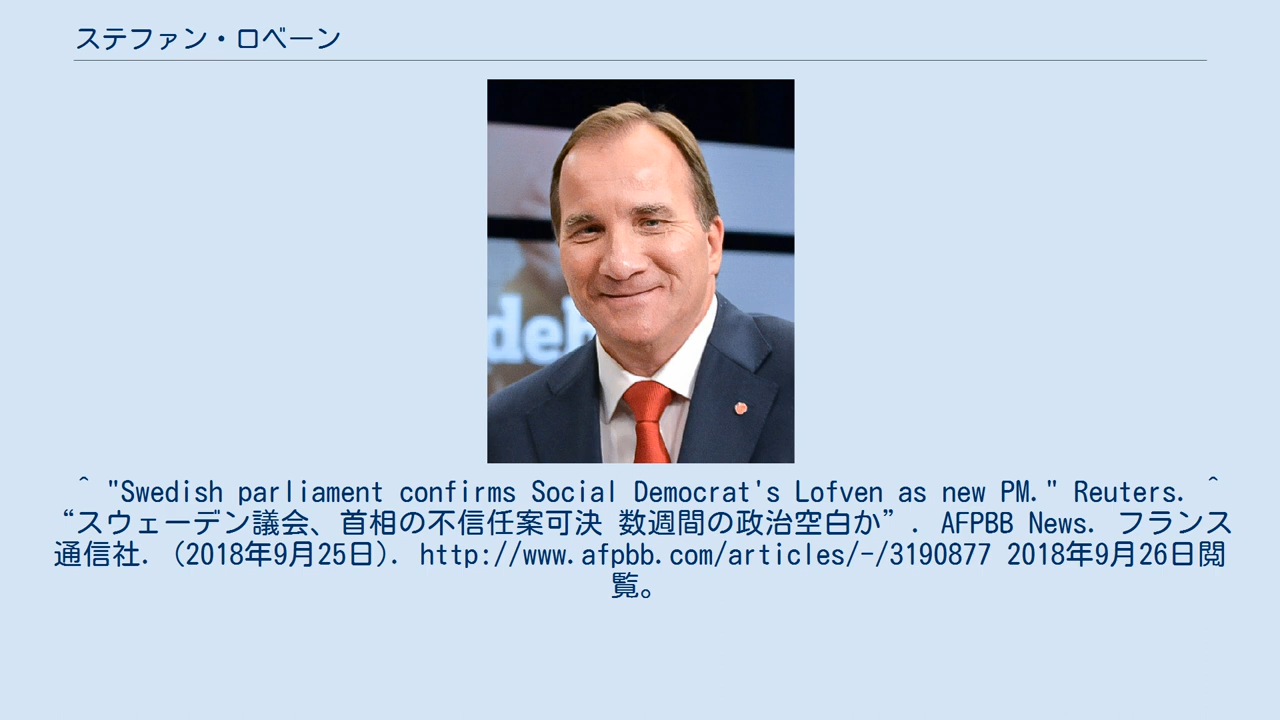 ステファン・ロベーン
deb
^ "Swedish parliament confirms Social Democrat's Lofven as new PM." Reuters. ^
“スウェーデン議会、首相の不信任案可決 数週間の政治空白か”. AFPBB News. フランス
通信社. (2018年9月25日). http://www.afpbb.com/articles/-/3190877 2018年9月26日閲
覧。